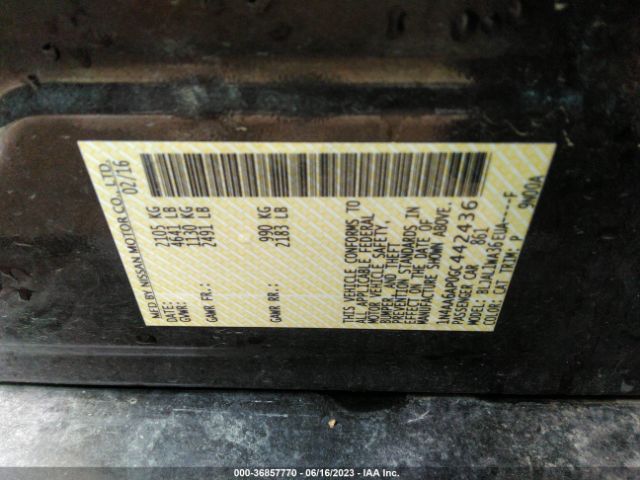 MFD BY NISSAN MOTOR CO., LTD.
DATE: 02/16
GVWR: 2105 KG
4641 LB
GAWR FR.: 1130 KG
2491 LB
GAWR RR.: 990 KG
2183 LB
THIS VEHICLE CONFORMS TO
ALL APPLICABLE FEDERAL
MOTOR VEHICLE SAFETY,
BUMPER, AND THEFT
PREVENTION STANDARDS IN
EFFECT ON THE DATE OF
MANUFACTURE SHOWN ABOVE.
1N4AA6AP0GC442436
PASSENGER CAR 861
MODEL:
COLOR: CAT TRIM: P
9N00A
000-36857770 - 06/16/2023 - IAA Inc.